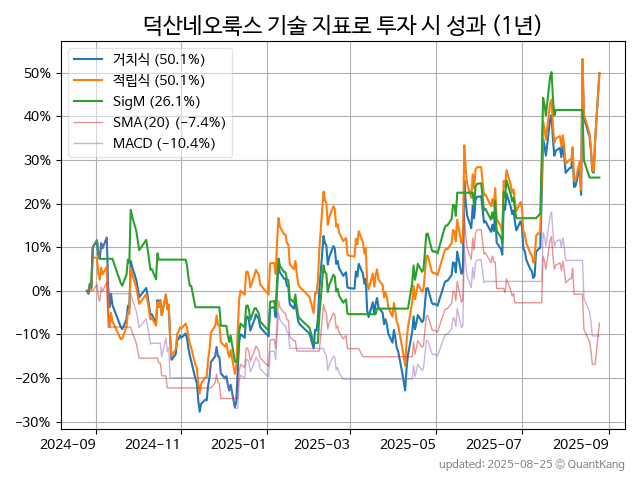 덕산네오룩스 기술 지표로 투자 시 성과 (1년)
거치식 (50.1%)
적립식 (50.1%)
SigM (26.1%)
SMA(20) (−7.4%)
MACD (−10.4%)
50%
40%
30%
20%
10%
0%
−10%
−20%
−30%
2024-09 2024-11 2025-01 2025-03 2025-05 2025-07 2025-09
updated: 2025-08-25 © QuantKang